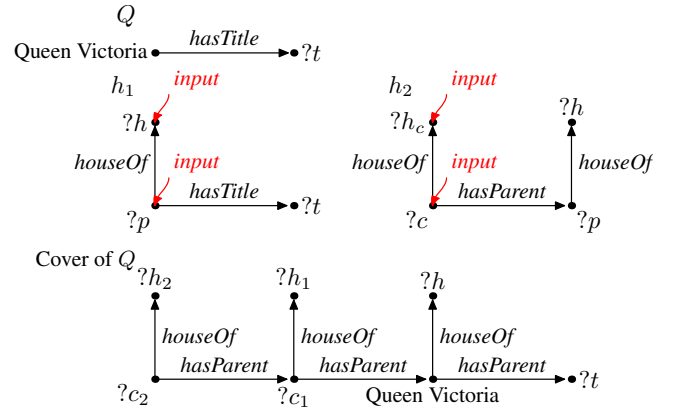 Q
Queen Victoria hasTitle ?t
h₁ input h₂ input
?h ?h_c ?h
houseOf input houseOf input houseOf
hasTitle hasParent
?p ?t ?c ?p
Cover of Q
?h₂ ?h₁ ?h
houseOf houseOf houseOf
hasParent hasParent hasParent
?c₂ ?c₁ Queen Victoria ?t